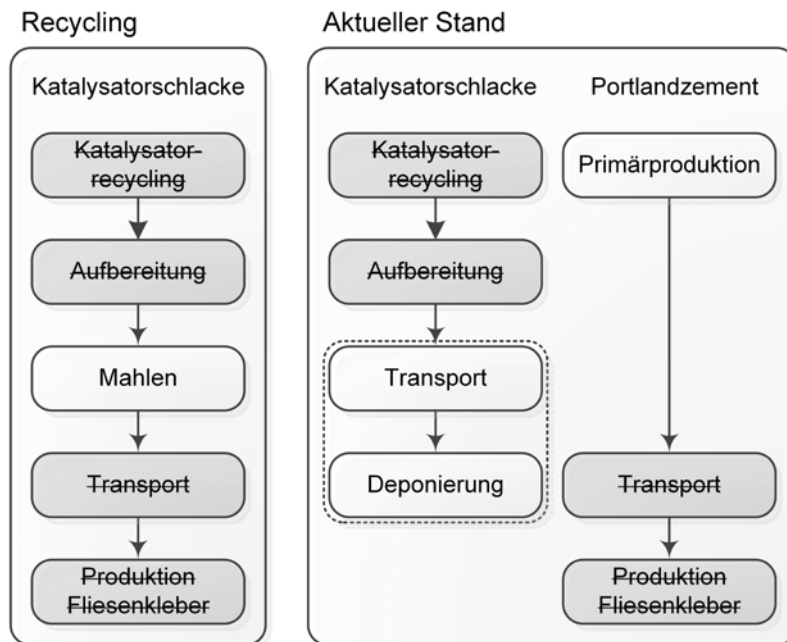 Recycling
Katalysatorschlacke
Katalysator-
recycling
Aufbereitung
Mahlen
Transport
Produktion
Fliesenkleber
Aktueller Stand
Katalysatorschlacke
Katalysator-
recycling
Aufbereitung
Transport
Deponierung
Portlandzement
Primärproduktion
Transport
Produktion
Fliesenkleber